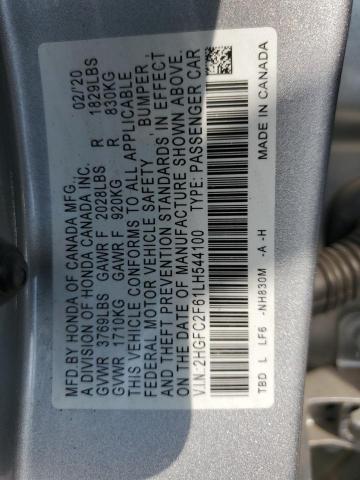 MFD.BY HONDA OF CANADA MFG. 02/'20
A DIVISION OF HONDA CANADA INC.
GVWR 3769LBS GAWR F 2028LBS R 1829LBS
GVWR 1710KG GAWR F 920KG R 830KG
THIS VEHICLE CONFORMS TO ALL APPLICABLE
FEDERAL MOTOR VEHICLE SAFETY, BUMPER,
AND THEFT PREVENTION STANDARDS IN EFFECT
ON THE DATE OF MANUFACTURE SHOWN ABOVE.
V.I.N:2HGFC2F61LH544100 TYPE:PASSENGER CAR
TBD L LF6 -NH830M -A -H
MADE IN CANADA